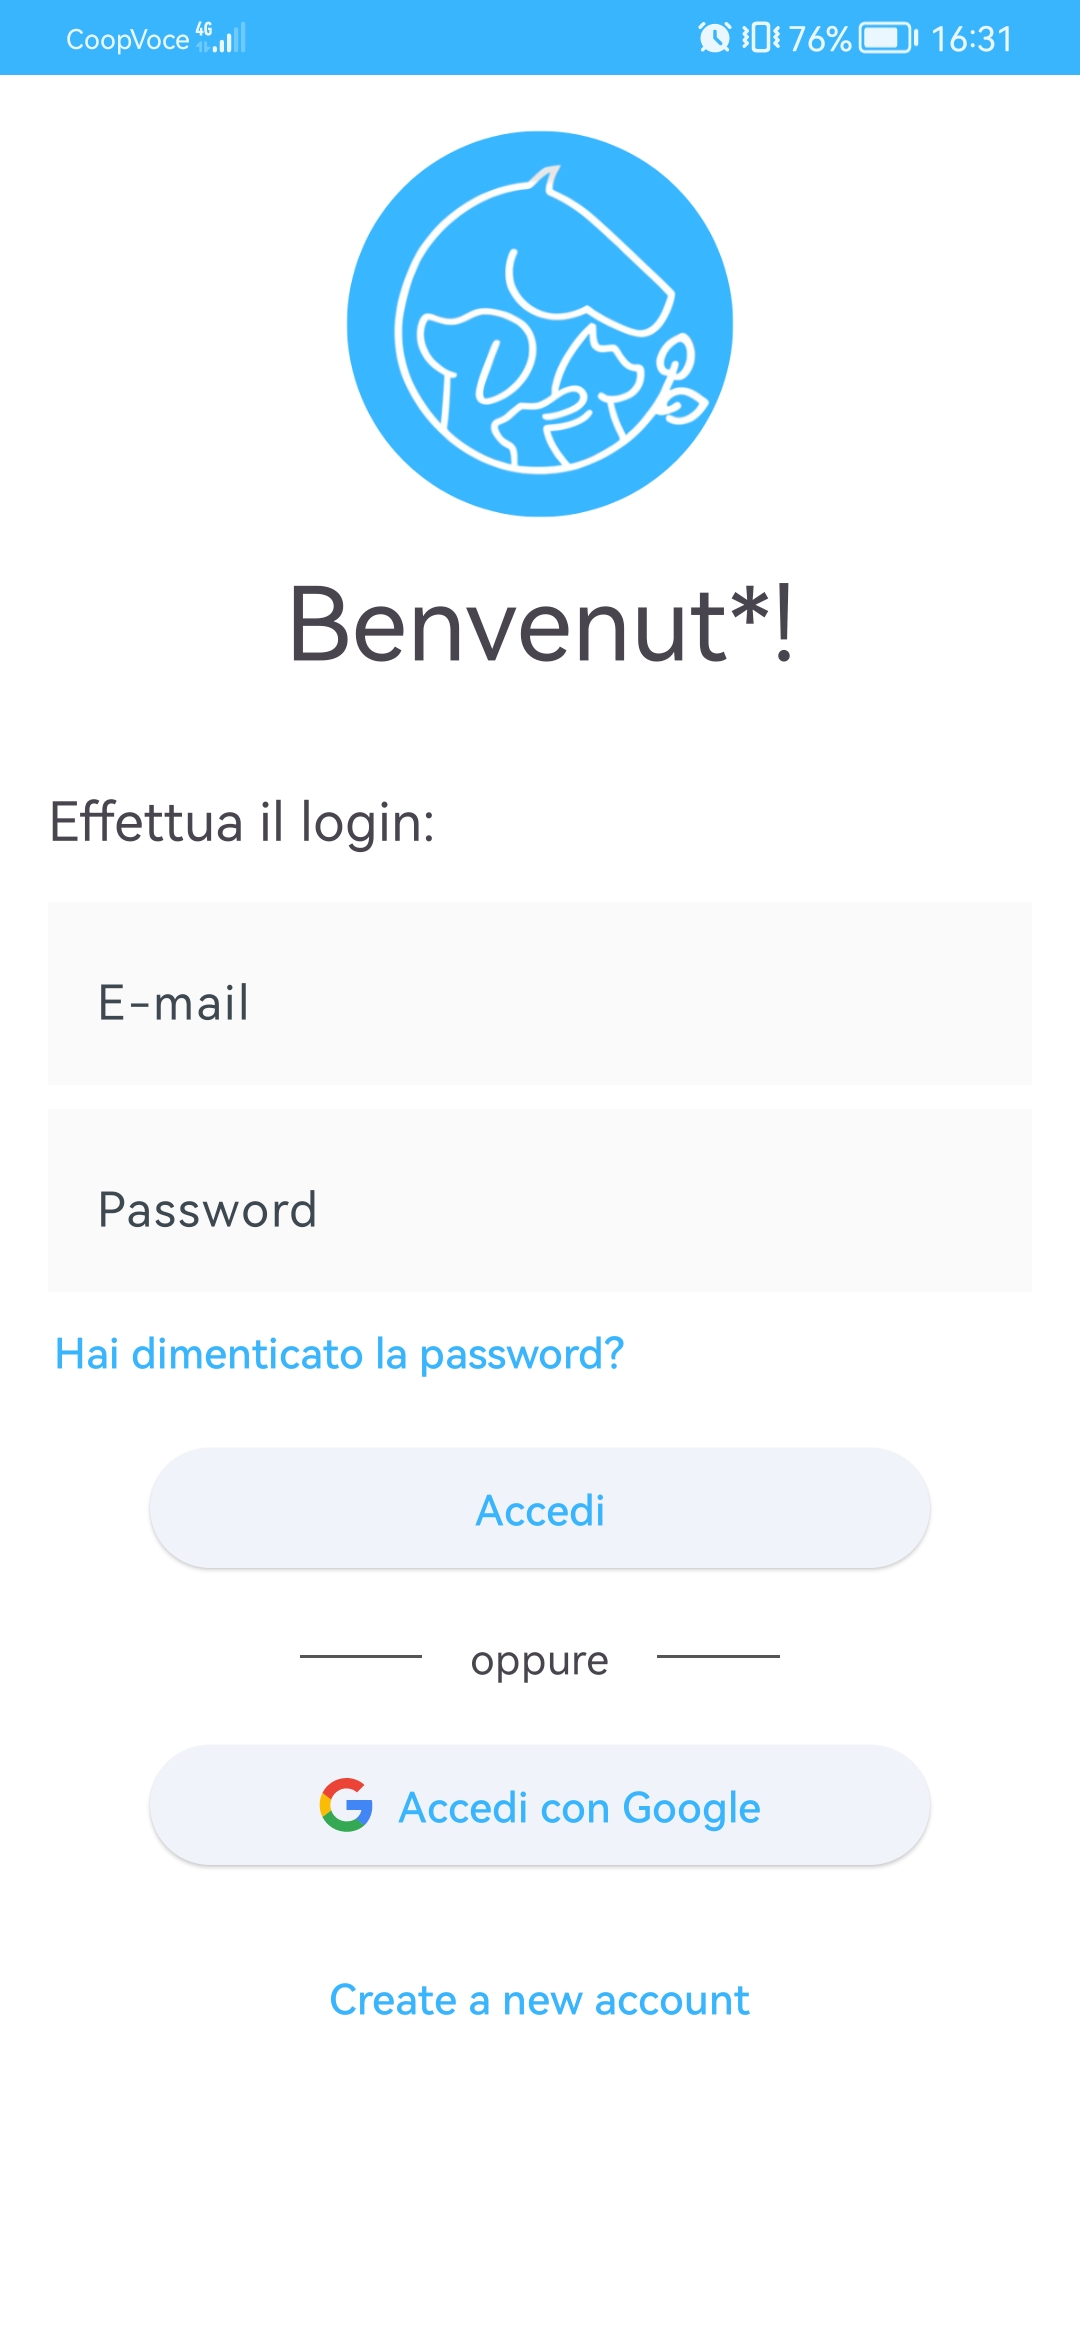 CoopVoce 4G 76% 16:31
Benvenut*!
Effettua il login:
E-mail
Password
Hai dimenticato la password?
Accedi
oppure
Accedi con Google
Create a new account